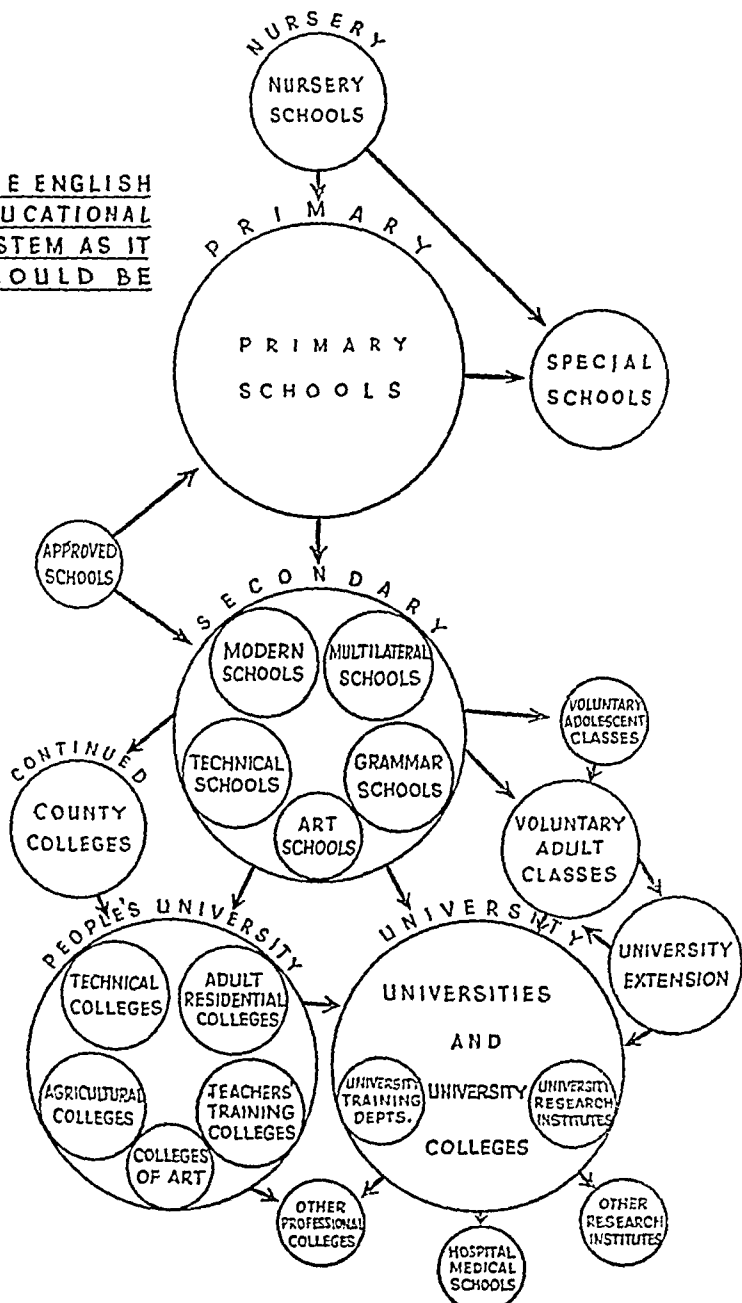 NURSERY
NURSERY
SCHOOLS
E ENGLISH
UCATIONAL
STEM AS IT
OULD BE
PRIMARY
PRIMARY
SCHOOLS
SPECIAL
SCHOOLS
APPROVED
SCHOOLS
SECONDARY
MODERN
SCHOOLS
MULTILATERAL
SCHOOLS
TECHNICAL
SCHOOLS
GRAMMAR
SCHOOLS
ART
SCHOOLS
VOLUNTARY
ADOLESCENT
CLASSES
CONTINUED
COUNTY
COLLEGES
VOLUNTARY
ADULT
CLASSES
UNIVERSITY
EXTENSION
PEOPLE'S UNIVERSITY
TECHNICAL
COLLEGES
ADULT
RESIDENTIAL
COLLEGES
AGRICULTURAL
COLLEGES
TEACHERS'
TRAINING
COLLEGES
COLLEGES
OF ART
UNIVERSITY
UNIVERSITIES
AND
UNIVERSITY
COLLEGES
UNIVERSITY
TRAINING
DEPTS.
UNIVERSITY
RESEARCH
INSTITUTES
OTHER
PROFESSIONAL
COLLEGES
HOSPITAL
MEDICAL
SCHOOLS
OTHER
RESEARCH
INSTITUTES